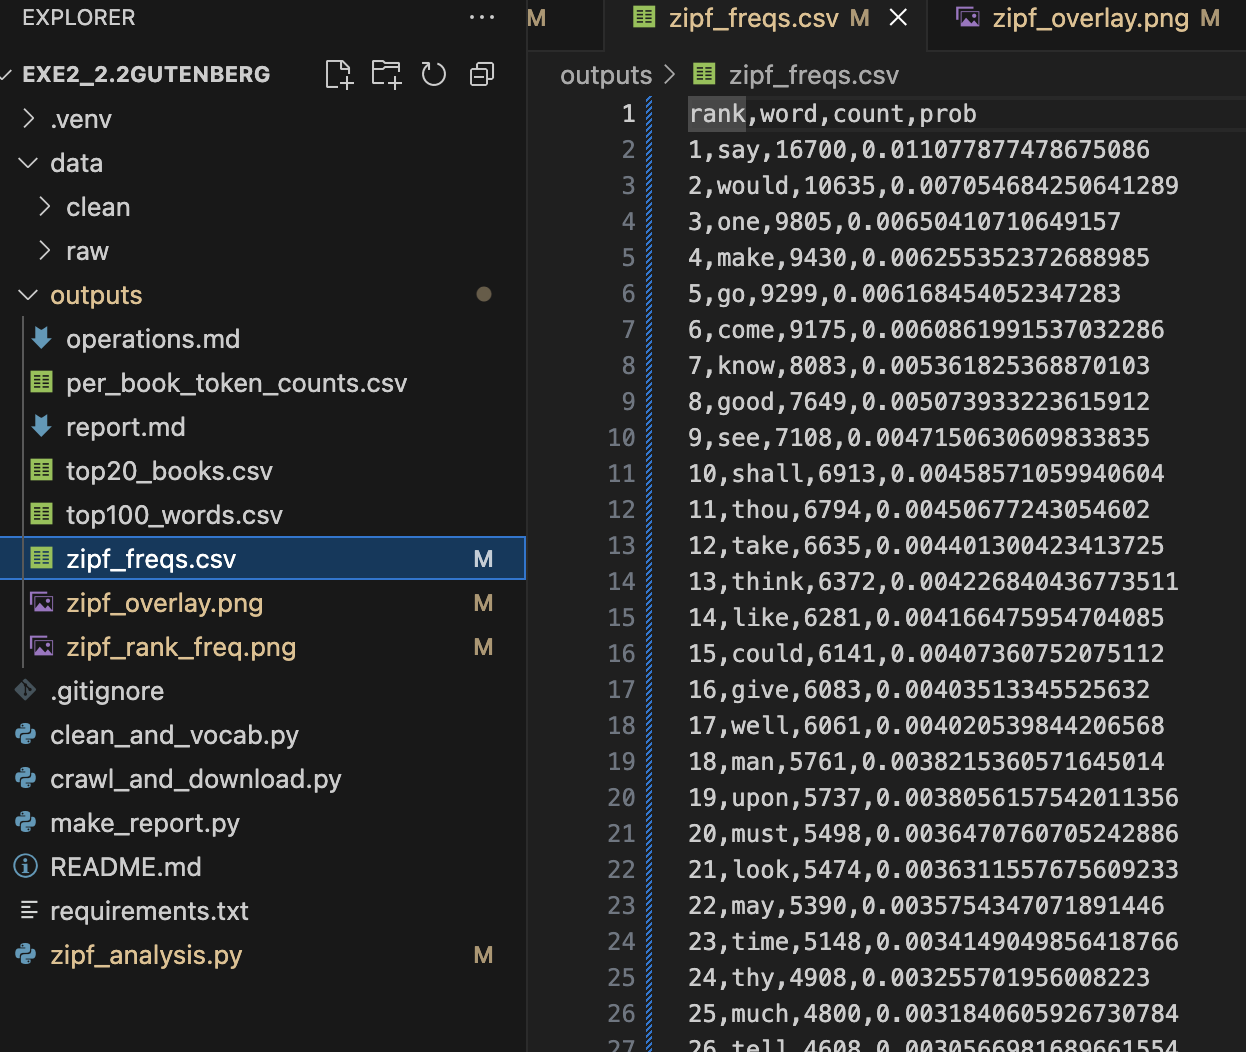 EXPLORER
EXE2_2.2GUTENBERG
.venv
data
clean
raw
outputs
operations.md
per_book_token_counts.csv
report.md
top20_books.csv
top100_words.csv
zipf_freqs.csv M
zipf_overlay.png M
zipf_rank_freq.png M
.gitignore
clean_and_vocab.py
crawl_and_download.py
make_report.py
README.md
requirements.txt
zipf_analysis.py M
M zipf_freqs.csv M zipf_overlay.png M
outputs > zipf_freqs.csv
1 rank,word,count,prob
2 1,say,16700,0.011077877478675086
3 2,would,10635,0.007054684250641289
4 3,one,9805,0.00650410710649157
5 4,make,9430,0.006255352372688985
6 5,go,9299,0.006168454052347283
7 6,come,9175,0.0060861991537032286
8 7,know,8083,0.005361825368870103
9 8,good,7649,0.005073933223615912
10 9,see,7108,0.0047150630609833835
11 10,shall,6913,0.00458571059940604
12 11,thou,6794,0.00450677243054602
13 12,take,6635,0.004401300423413725
14 13,think,6372,0.0042268404367735​11
15 14,like,6281,0.004166475954704085
16 15,could,6141,0.00407360752075112
17 16,give,6083,0.00403513345525632
18 17,well,6061,0.004020539844206568
19 18,man,5761,0.0038215360571645014
20 19,upon,5737,0.0038056157542011356
21 20,must,5498,0.0036470760705242886
22 21,look,5474,0.0036311557675609233
23 22,may,5390,0.0035754347071891446
24 23,time,5148,0.0034149049856418766
25 24,thy,4908,0.003255701956008223
26 25,much,4800,0.0031840605926730784
27 26,tell,4608,0.0030566981689661554